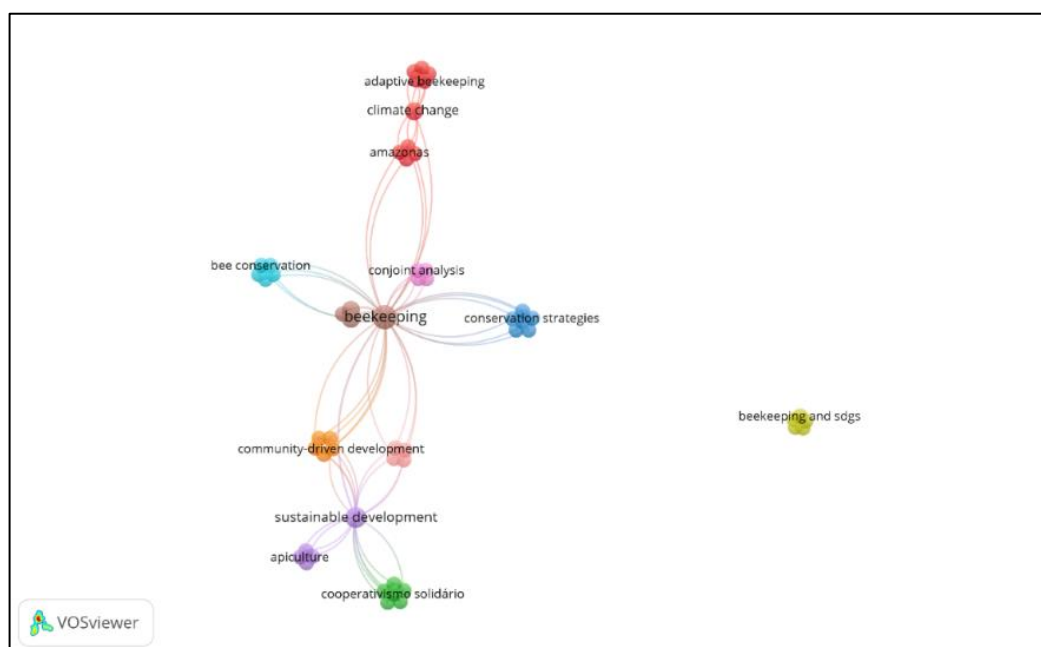 adaptive beekeeping
climate change
amazonas
bee conservation
conjoint analysis
beekeeping
conservation strategies
beekeeping and sdgs
community-driven development
sustainable development
apiculture
cooperativismo solidário
VOSviewer